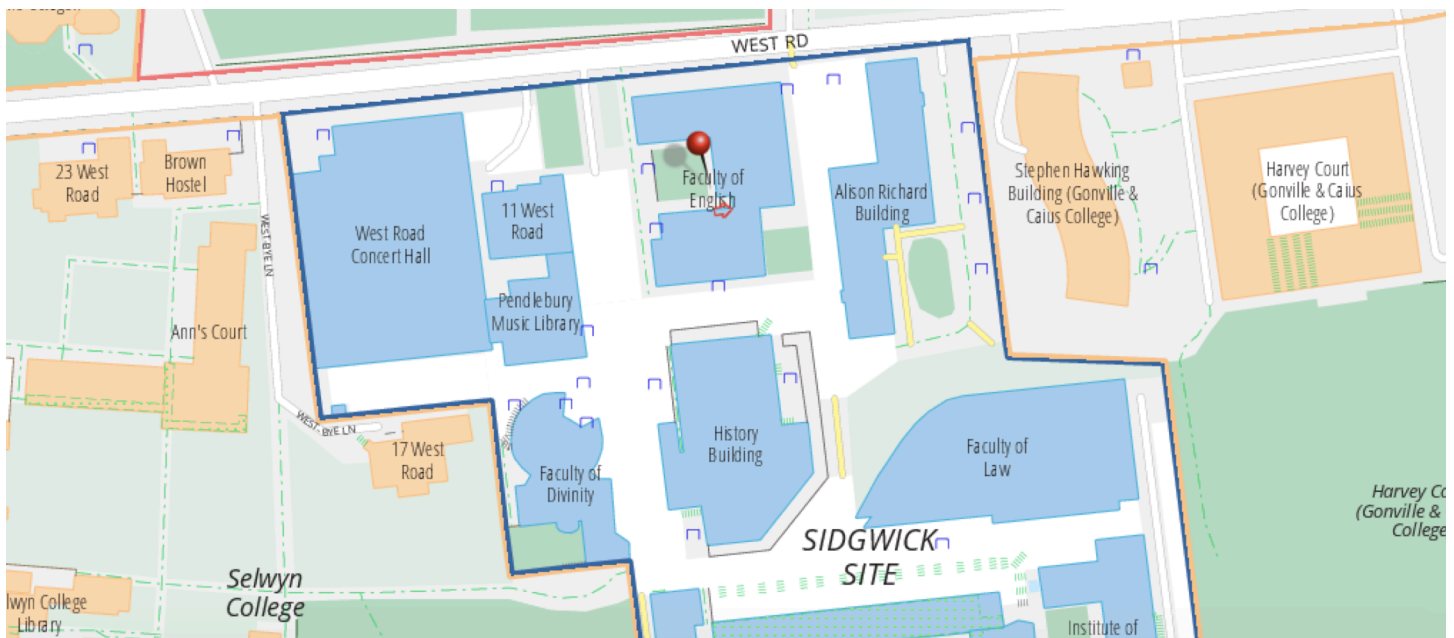 WEST RD
23 West
Road
Brown
Hostel
WEST BYE LN
West Road
Concert Hall
11 West
Road
Pendlebury
Music Library
Faculty of
English
Alison Richard
Building
Stephen Hawking
Building (Gonville &
Caius College)
Harvey Court
(Gonville & Caius
College)
Ann's Court
WEST BYE LN
17 West
Road
Faculty of
Divinity
History
Building
Faculty of
Law
Harvey
(Gonville &
College
SIDGWICK
SITE
Selwyn
College
College
Library
Institute of